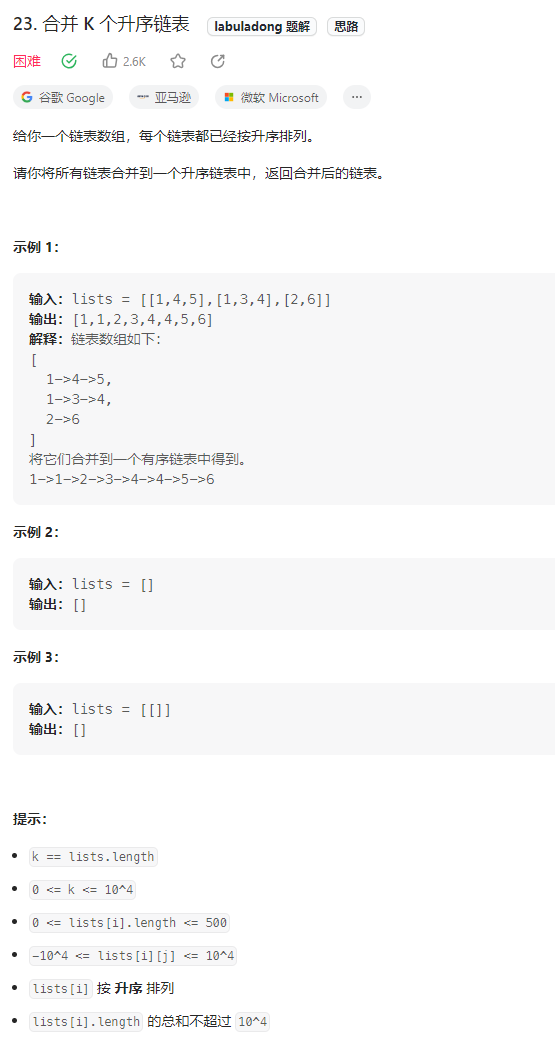 23. 合并 K 个升序链表 labuladong 题解 思路
困难 2.6K
谷歌 Google 亚马逊 微软 Microsoft ...
给你一个链表数组，每个链表都已经按升序排列。
请你将所有链表合并到一个升序链表中，返回合并后的链表。
示例 1：
输入：lists = [[1,4,5],[1,3,4],[2,6]]
输出：[1,1,2,3,4,4,5,6]
解释：链表数组如下：
[
  1->4->5,
  1->3->4,
  2->6
]
将它们合并到一个有序链表中得到。
1->1->2->3->4->4->5->6
示例 2：
输入：lists = []
输出：[]
示例 3：
输入：lists = [[]]
输出：[]
提示：
• k == lists.length
• 0 <= k <= 10^4
• 0 <= lists[i].length <= 500
• -10^4 <= lists[i][j] <= 10^4
• lists[i] 按 升序 排列
• lists[i].length 的总和不超过 10^4